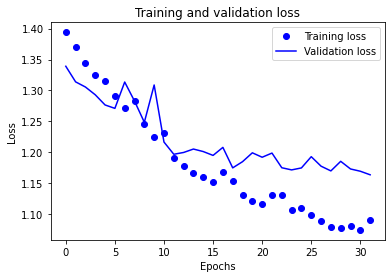 Training and validation loss
Training loss
Validation loss
1.40
1.35
1.30
1.25
1.20
1.15
1.10
Loss
0
5
10
15
20
25
30
Epochs